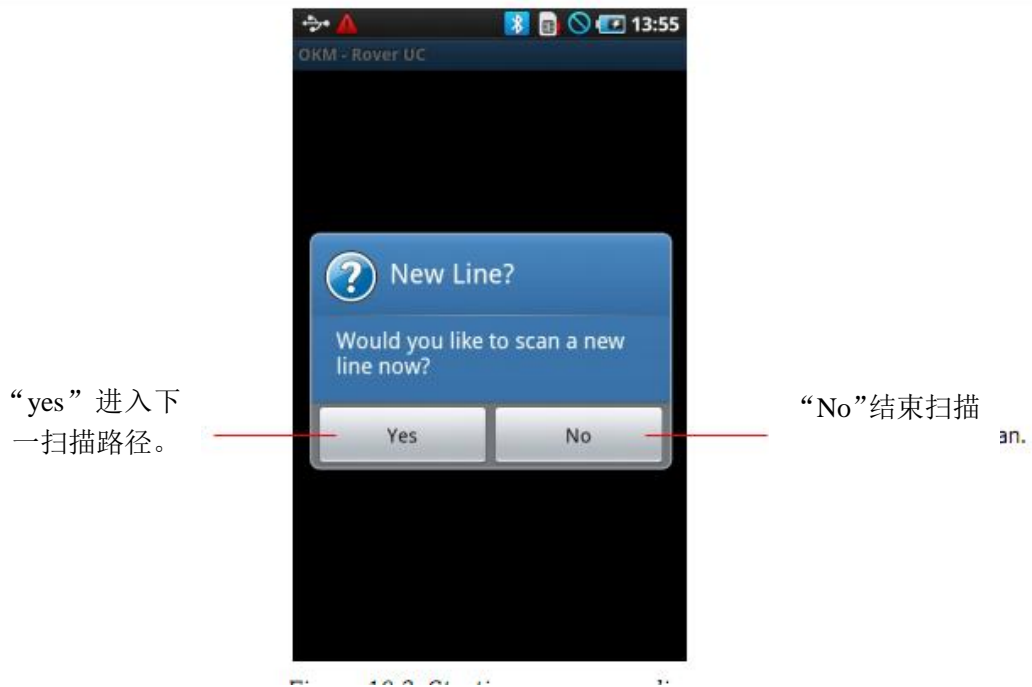 13:55
OKM - Rover UC
New Line?
Would you like to scan a new
line now?
“yes”进入下
一扫描路径。
Yes
No
“No”结束扫描
an.